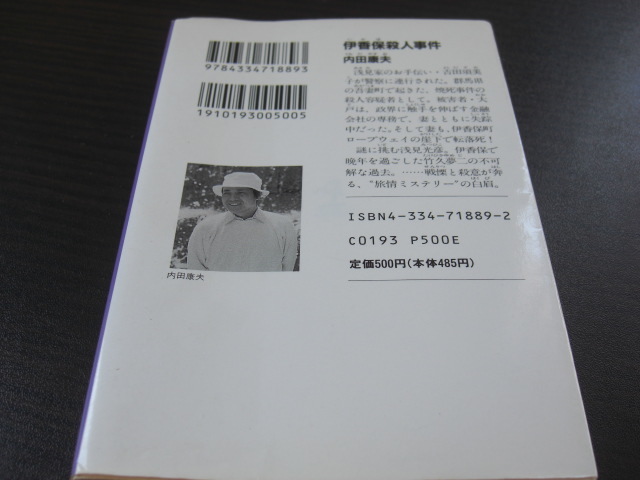 9784334718893
1910193005005
内田康夫
伊香保殺人事件
内田康夫
浅見家のお手伝い・吉田須美
子が警察に連行された。群馬県
の吾妻町で起きた、焼死事件の
殺人容疑者として。被害者・大
戸は、政界に触手を伸ばす金融
会社の専務で、妻とともに失踪
中だった。そして妻も、伊香保町
ロープウェイの崖下で転落死!
謎に挑む浅見光彦。伊香保で
晩年を過ごした竹久夢二の不可
解な過去。……戦慄と殺意が奔
る、“旅情ミステリー”の白眉。
ISBN4-334-71889-2
C0193 P500E
定価500円(本体485円)